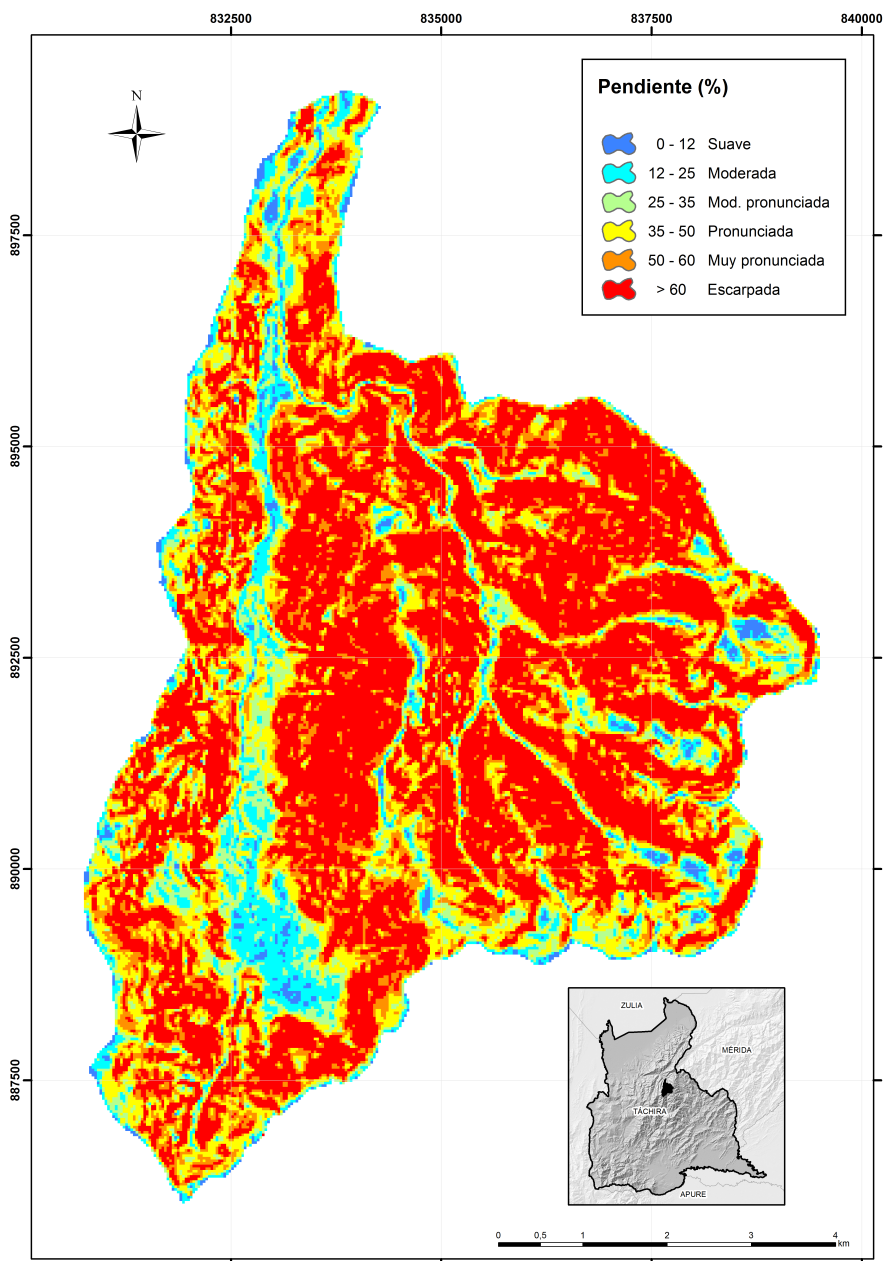 832500 835000 837500 840000
N
Pendiente (%)
0 - 12 Suave
12 - 25 Moderada
25 - 35 Mod. pronunciada
35 - 50 Pronunciada
50 - 60 Muy pronunciada
> 60 Escarpada
897500
895000
832500
890000
887500
ZULIA
MÉRIDA
TÁCHIRA
APURE
0 0,5 1 2 3 4
km